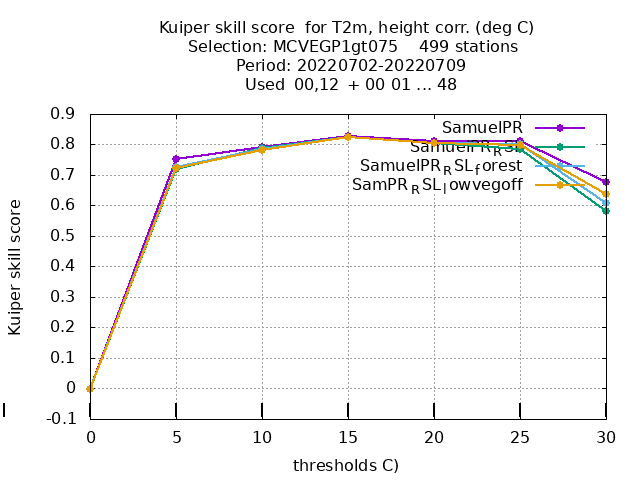 Kuiper skill score for T2m, height corr. (deg C)
Selection: MCVEGP1gt075 499 stations
Period: 20220702-20220709
Used 00,12 + 00 01 ... 48
0.9
0.8
0.7
0.6
0.5
0.4
0.3
0.2
0.1
0
-0.1
0 5 10 15 20 25 30
Kuiper skill score
thresholds C)
SamuelPR
SamuelPR_RSL
SamuelPR_RSL_forest
SamPR_RSL_lowvegoff